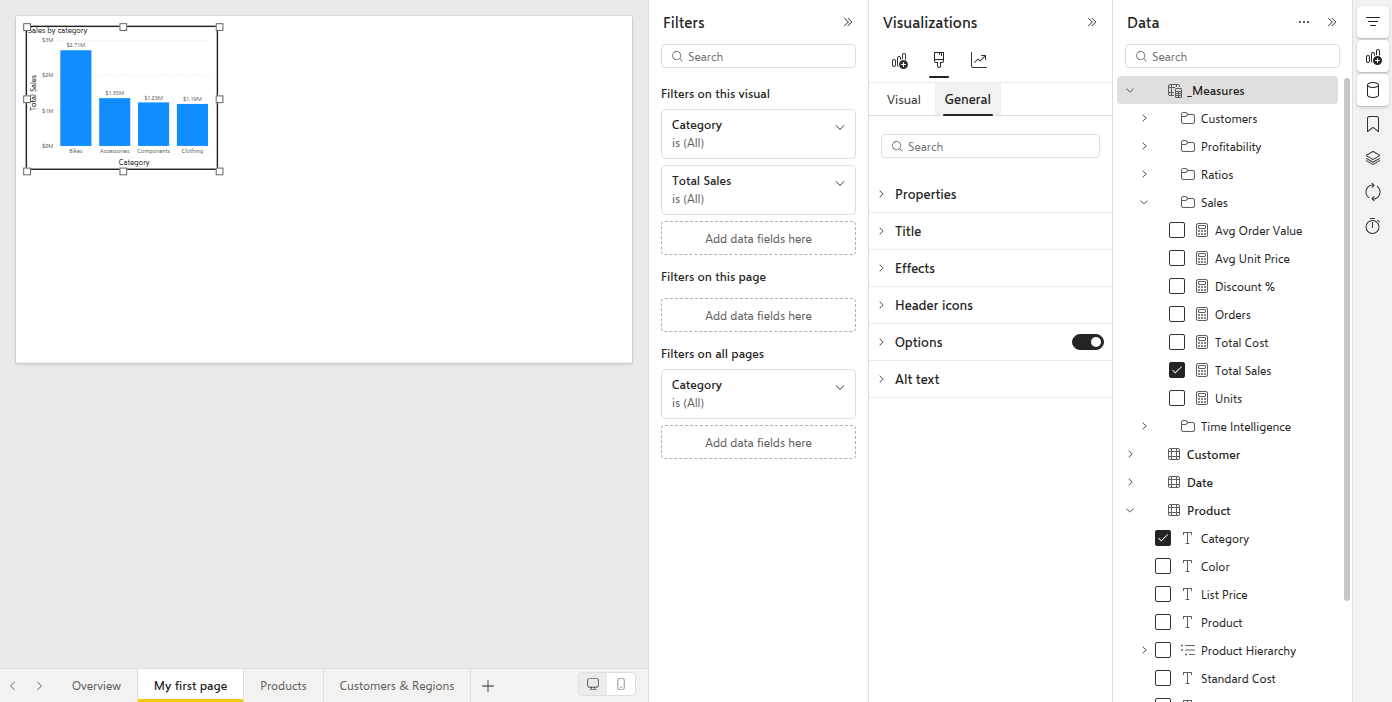 Sales by category
$3M
$2M
$1M
$0M
Total Sales
$2.71M
$1.35M
$1.23M
$1.19M
Bikes
Accessories
Components
Clothing
Category
Overview
My first page
Products
Customers & Regions
Filters
Search
Filters on this visual
Category
is (All)
Total Sales
is (All)
Add data fields here
Filters on this page
Add data fields here
Filters on all pages
Category
is (All)
Add data fields here
Visualizations
Visual
General
Search
Properties
Title
Effects
Header icons
Options
Alt text
Data
Search
_Measures
Customers
Profitability
Ratios
Sales
Avg Order Value
Avg Unit Price
Discount %
Orders
Total Cost
Total Sales
Units
Time Intelligence
Customer
Date
Product
Category
Color
List Price
Product
Product Hierarchy
Standard Cost